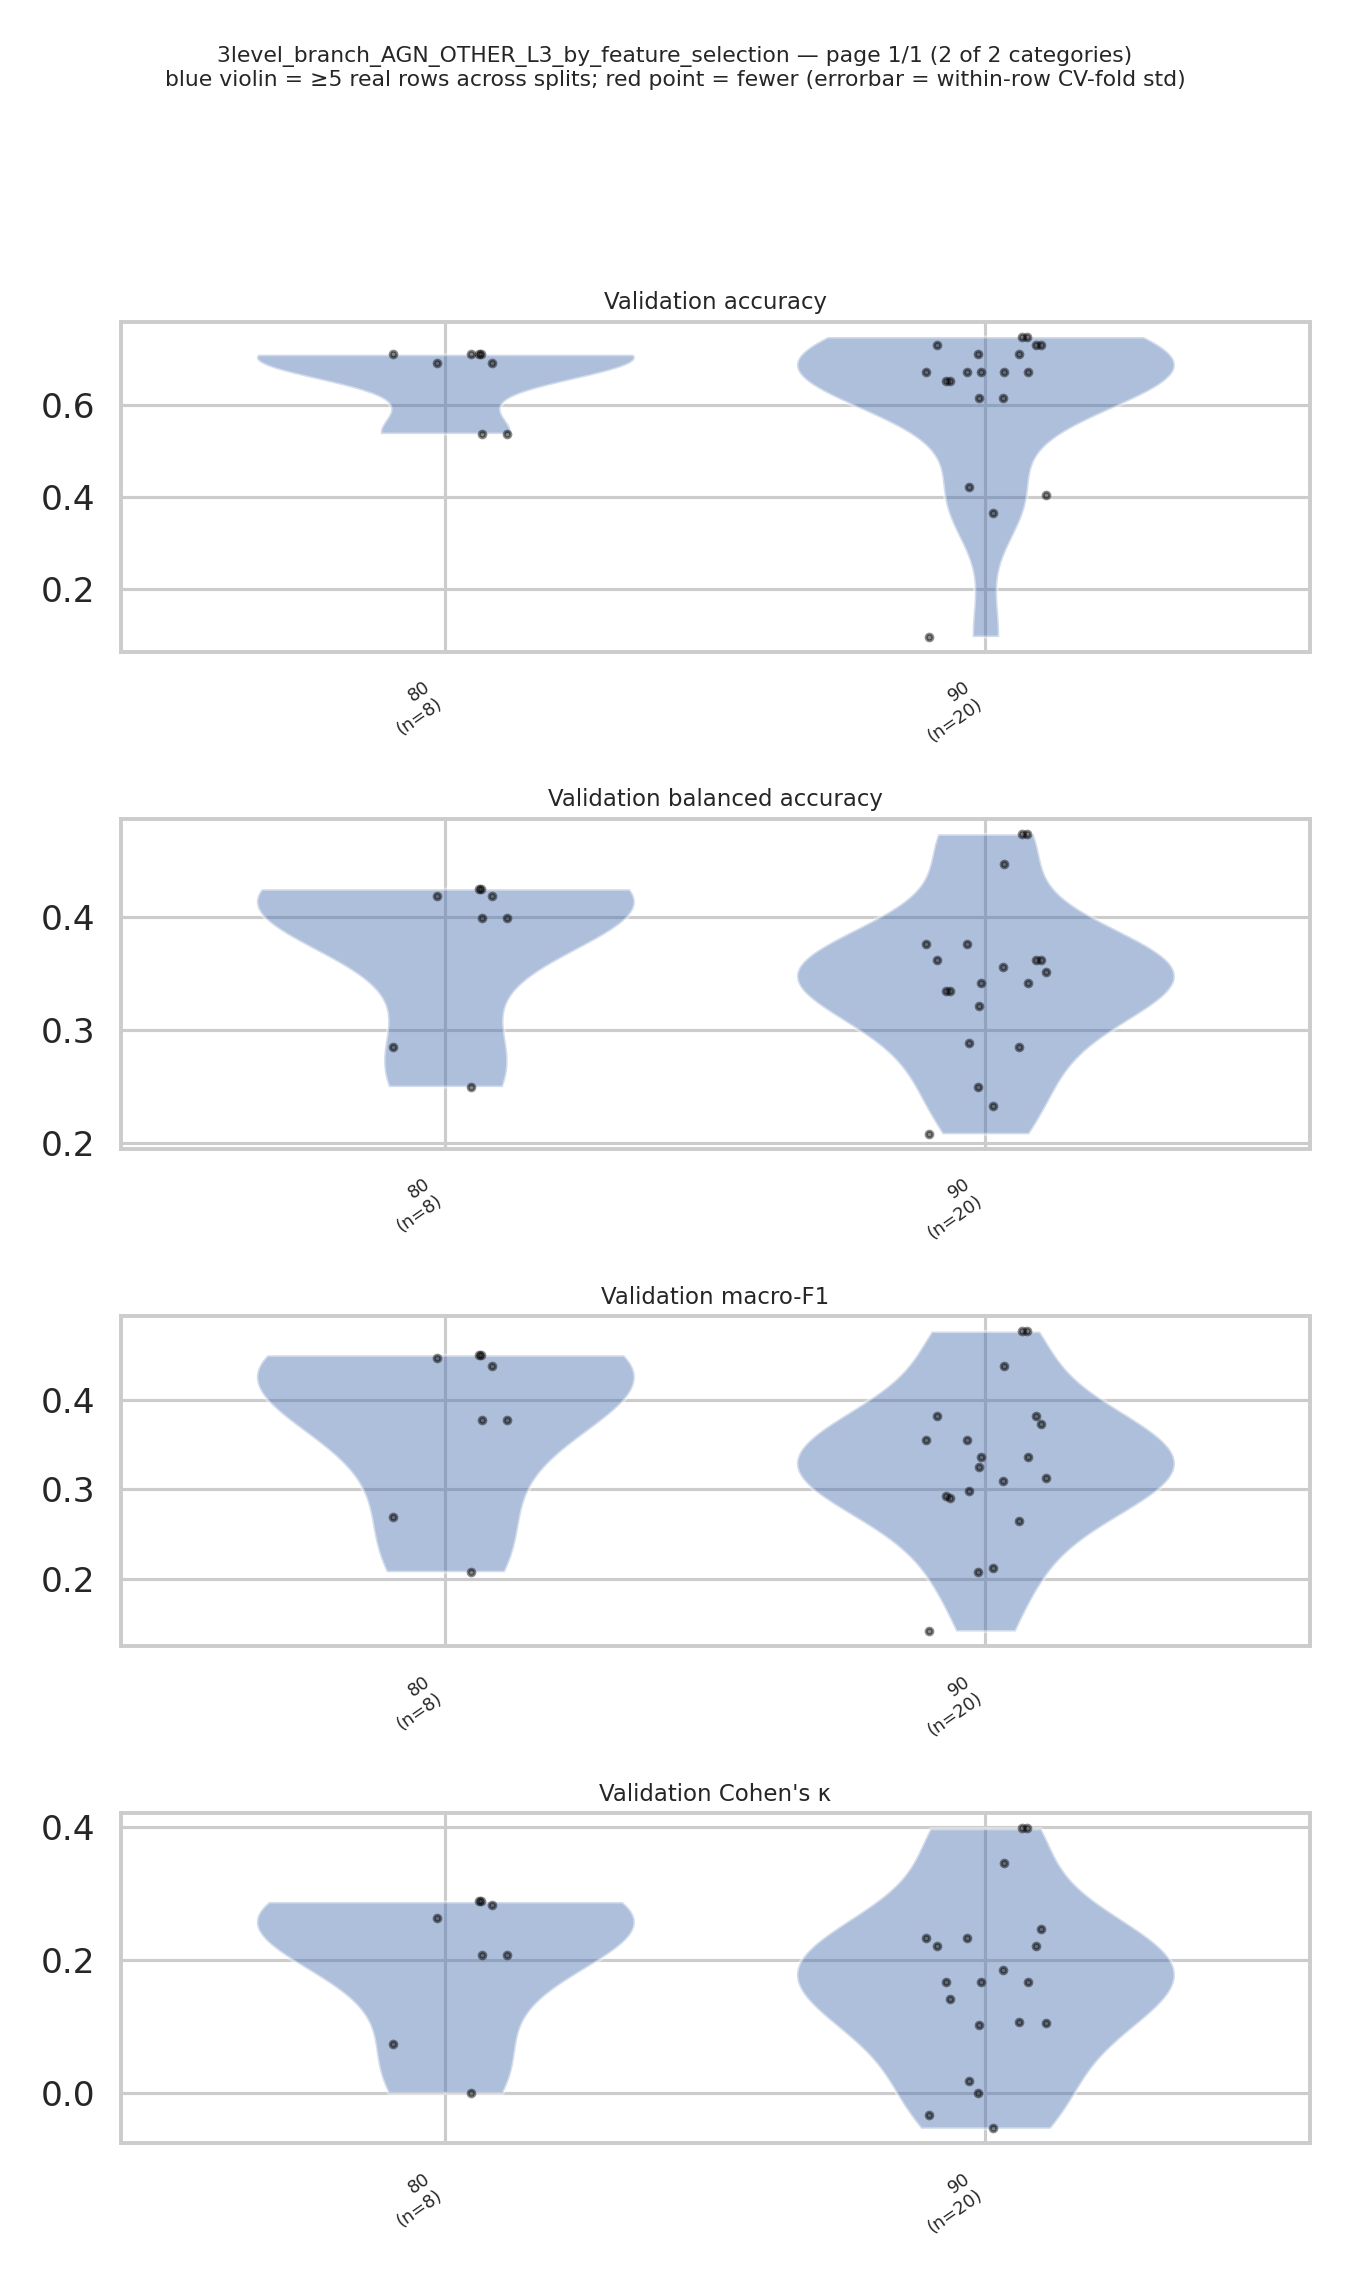 3level_branch_AGN_OTHER_L3_by_feature_selection — page 1/1 (2 of 2 categories)
blue violin = ≥5 real rows across splits; red point = fewer (errorbar = within-row CV-fold std)
Validation accuracy
0.6
0.4
0.2
80
(n=8)
90
(n=20)
Validation balanced accuracy
0.4
0.3
0.2
80
(n=8)
90
(n=20)
Validation macro-F1
0.4
0.3
0.2
80
(n=8)
90
(n=20)
Validation Cohen's κ
0.4
0.2
0.0
80
(n=8)
90
(n=20)